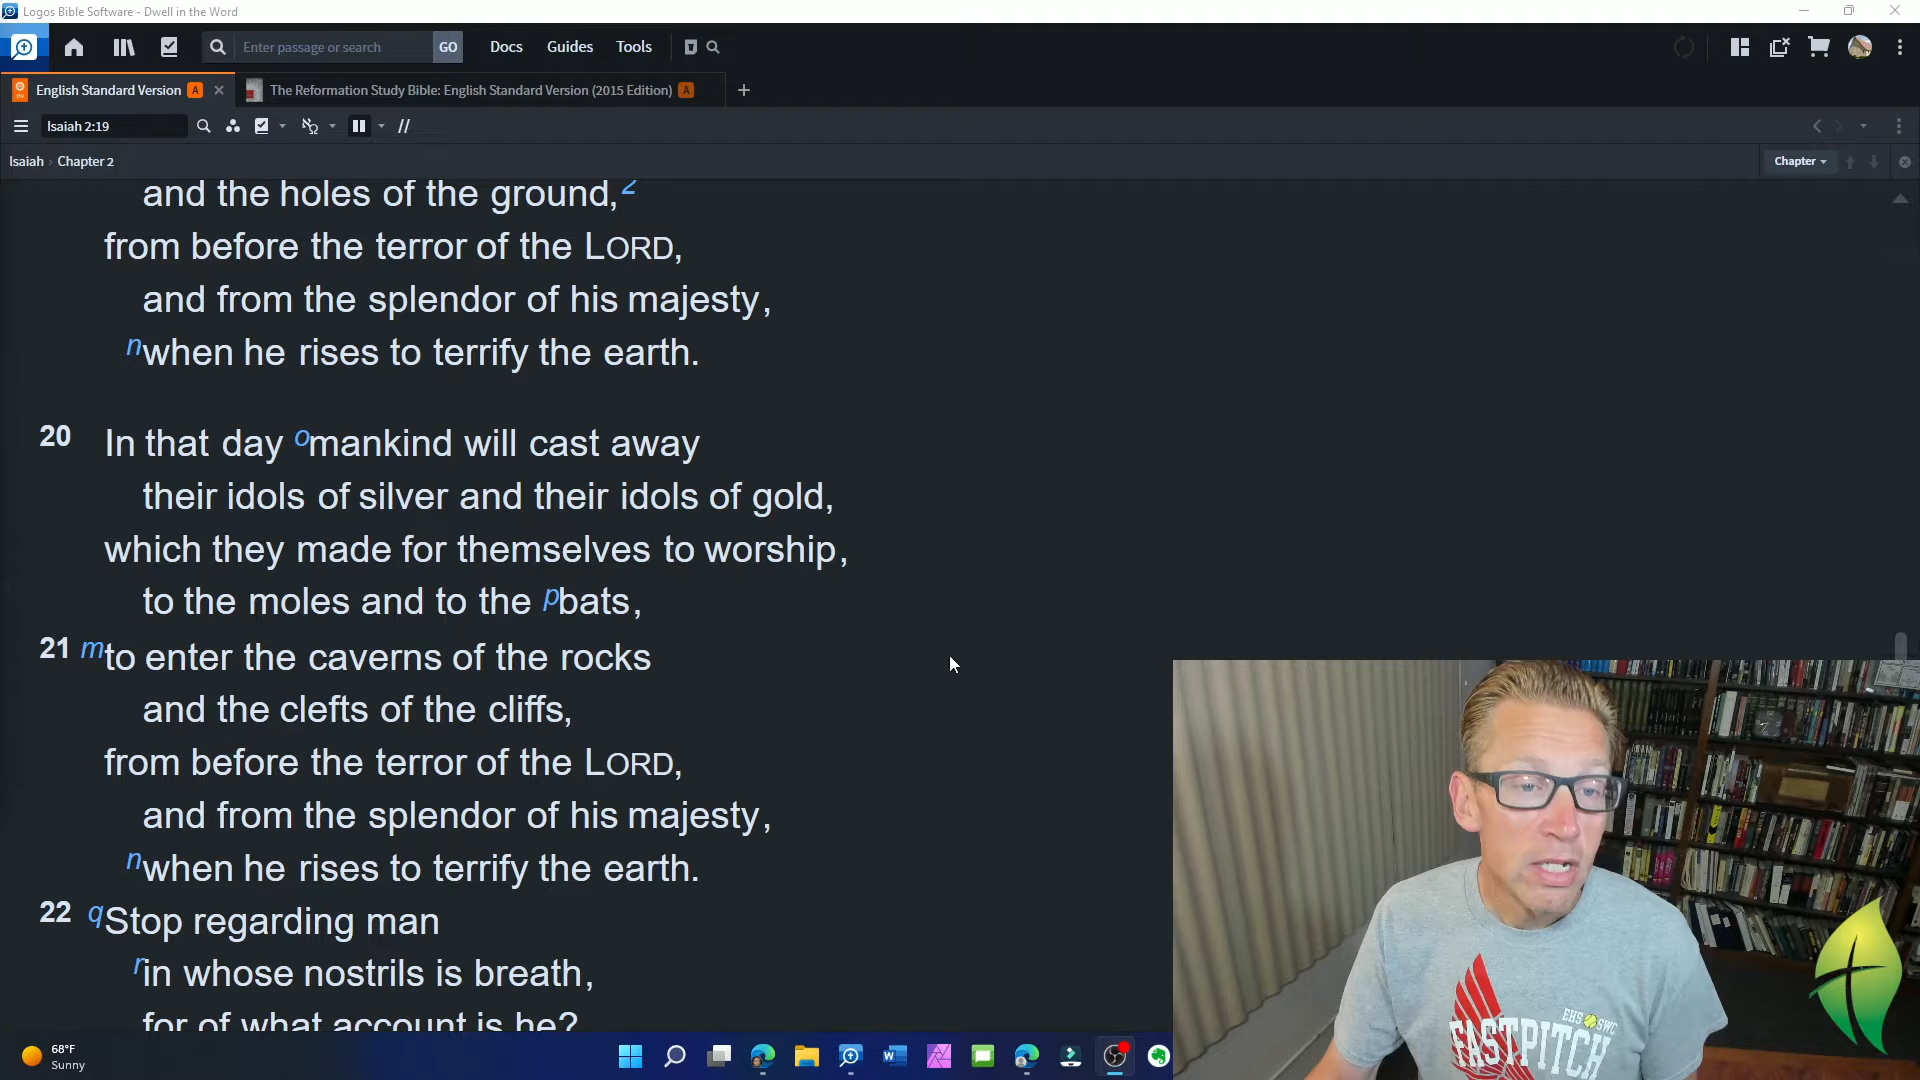 Logos Bible Software - Dwell in the Word
Enter passage or search GO Docs Guides Tools
English Standard Version A The Reformation Study Bible: English Standard Version (2015 Edition) A
Isaiah 2:19
Isaiah › Chapter 2 Chapter
and the holes of the ground,2
from before the terror of the LORD,
and from the splendor of his majesty,
nwhen he rises to terrify the earth.
20 In that day omankind will cast away
their idols of silver and their idols of gold,
which they made for themselves to worship,
to the moles and to the pbats,
21 mto enter the caverns of the rocks
and the clefts of the cliffs,
from before the terror of the LORD,
and from the splendor of his majesty,
nwhen he rises to terrify the earth.
22 qStop regarding man
rin whose nostrils is breath,
for of what account is he?
EHS SWC
FASTPITCH
68°F
Sunny